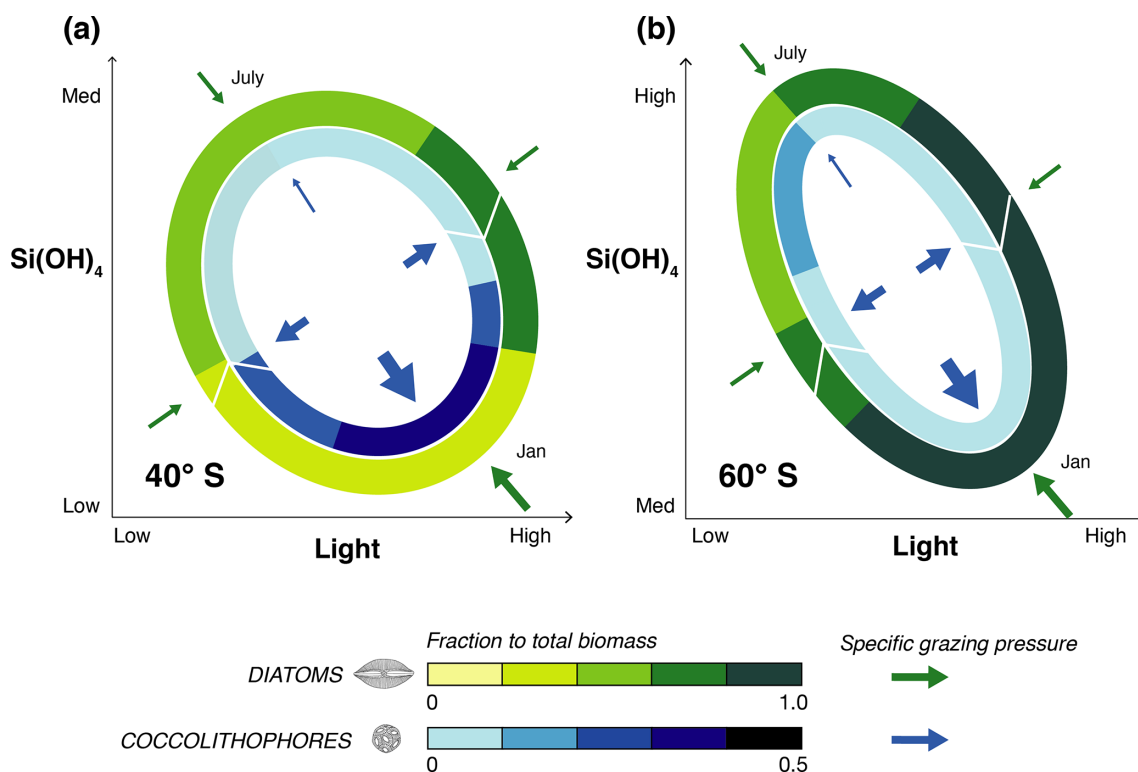 (a)
Med
July
Si(OH)4
Jan
40° S
Low
Low
Light
High
(b)
High
July
Si(OH)4
Jan
60° S
Med
Low
Light
High
Fraction to total biomass
Specific grazing pressure
DIATOMS
0
1.0
COCCOLITHOPHORES
0
0.5